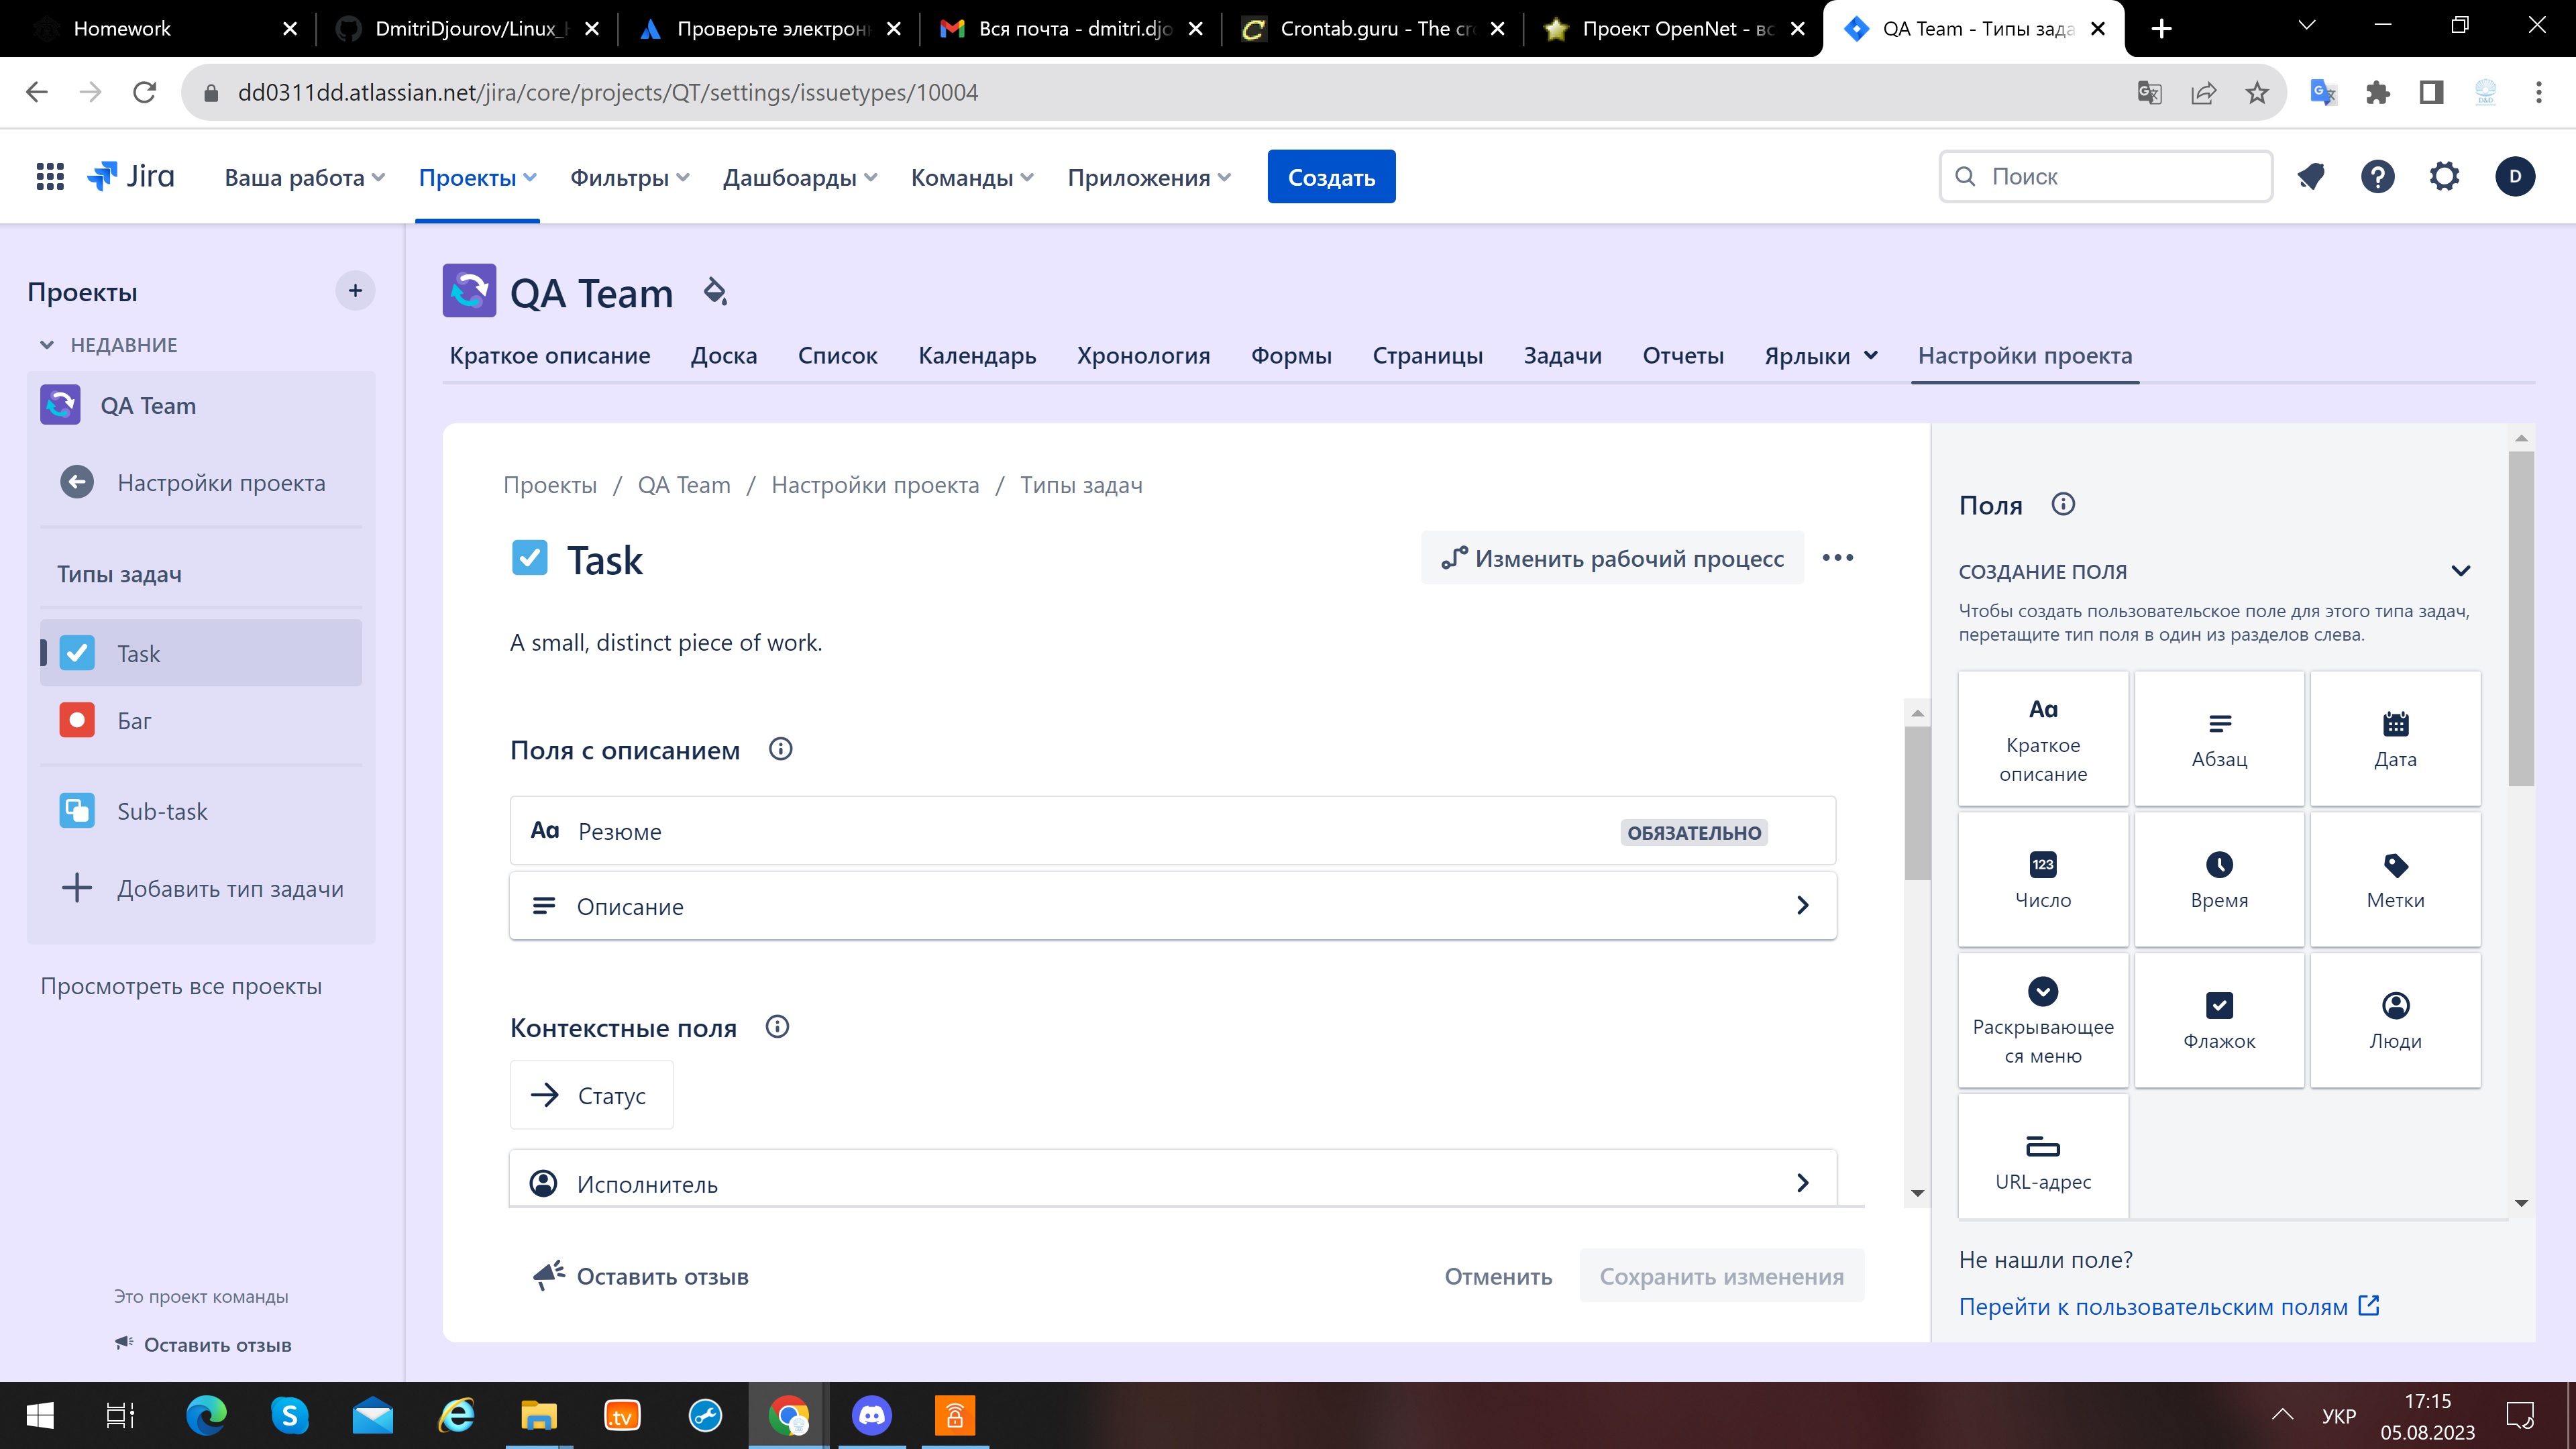 Homework
DmitriDjourov/Linux_
Проверьте электрон
Вся почта - dmitri.djo
Crontab.guru - The cr
Проект OpenNet - вс
QA Team - Типы зада
dd0311dd.atlassian.net/jira/core/projects/QT/settings/issuetypes/10004
Jira
Ваша работа
Проекты
Фильтры
Дашбоарды
Команды
Приложения
Создать
Поиск
D
Проекты
НЕДАВНИЕ
QA Team
Настройки проекта
Типы задач
Task
Баг
Sub-task
Добавить тип задачи
Просмотреть все проекты
Это проект команды
Оставить отзыв
QA Team
Краткое описание
Доска
Список
Календарь
Хронология
Формы
Страницы
Задачи
Отчеты
Ярлыки
Настройки проекта
Проекты / QA Team / Настройки проекта / Типы задач
Task
Изменить рабочий процесс
A small, distinct piece of work.
Поля с описанием
Aa Резюме
ОБЯЗАТЕЛЬНО
Описание
Контекстные поля
Статус
Исполнитель
Оставить отзыв
Отменить
Сохранить изменения
Поля
СОЗДАНИЕ ПОЛЯ
Чтобы создать пользовательское поле для этого типа задач,
перетащите тип поля в один из разделов слева.
Aa
Краткое
описание
Абзац
Дата
123
Число
Время
Метки
Раскрывающее
ся меню
Флажок
Люди
URL-адрес
Не нашли поле?
Перейти к пользовательским полям
.tv
УКР
17:15
05.08.2023